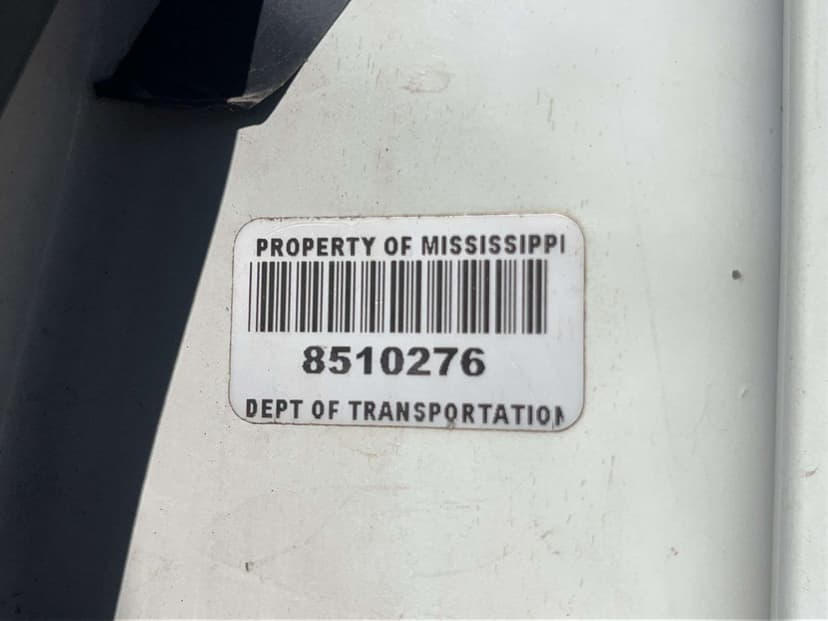 PROPERTY OF MISSISSIPPI
8510276
DEPT OF TRANSPORTATION